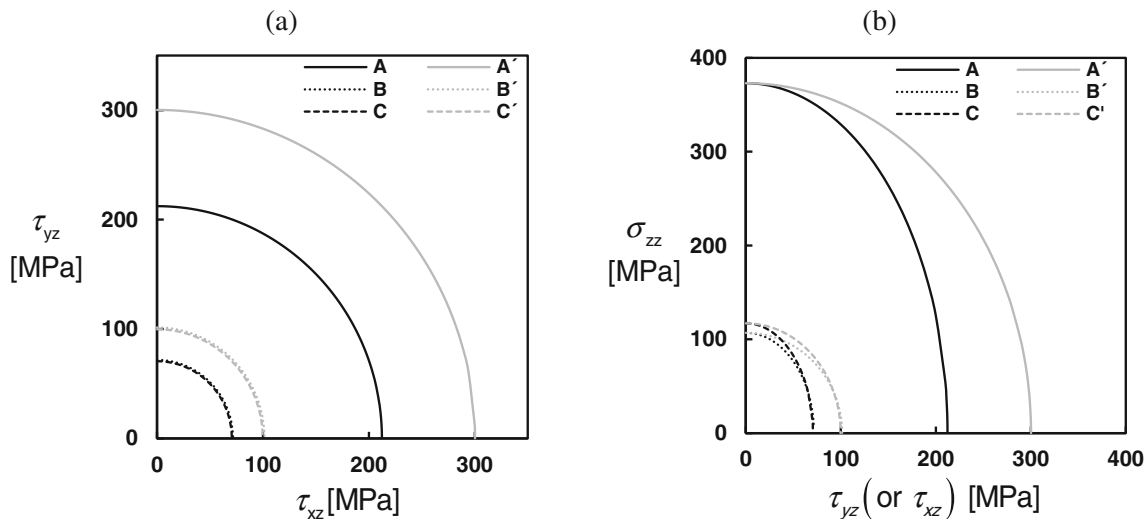 (a)
A A´
B B´
C C´
300
200
100
0
τyz
[MPa]
0 100 200 300
τxz [MPa]
(b)
A A´
B B´
C C'
400
300
200
100
0
σzz
[MPa]
0 100 200 300 400
τyz (or τxz) [MPa]